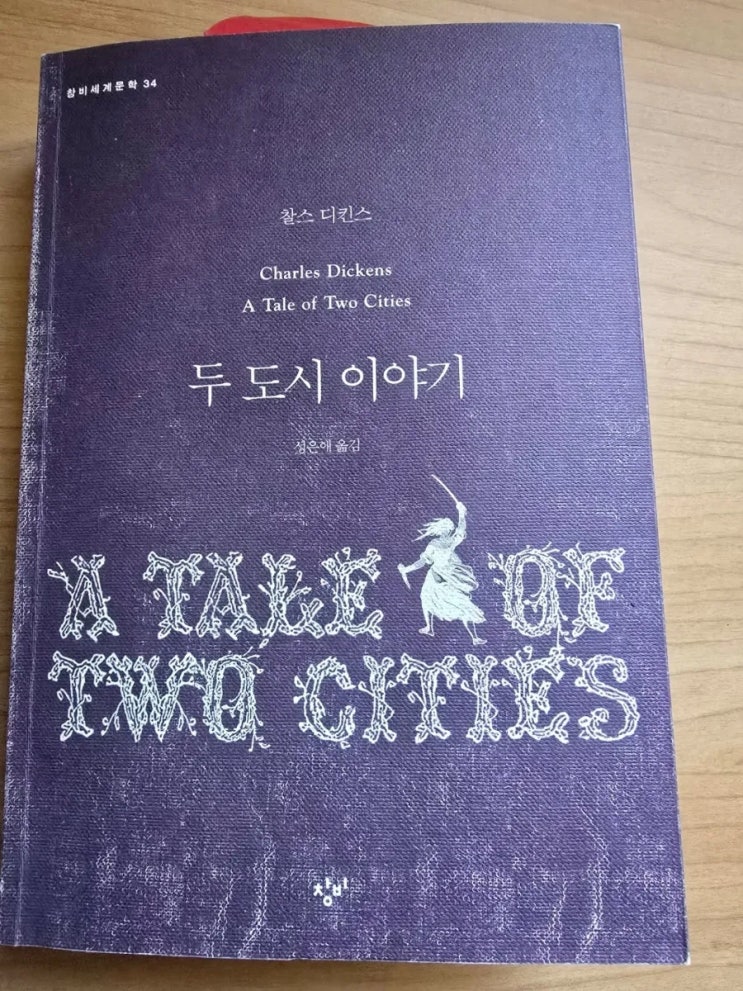 창비세계문학 34
찰스 디킨스
Charles Dickens
A Tale of Two Cities
두 도시 이야기
성은애 옮김
A TALE OF
TWO CITIES
창비